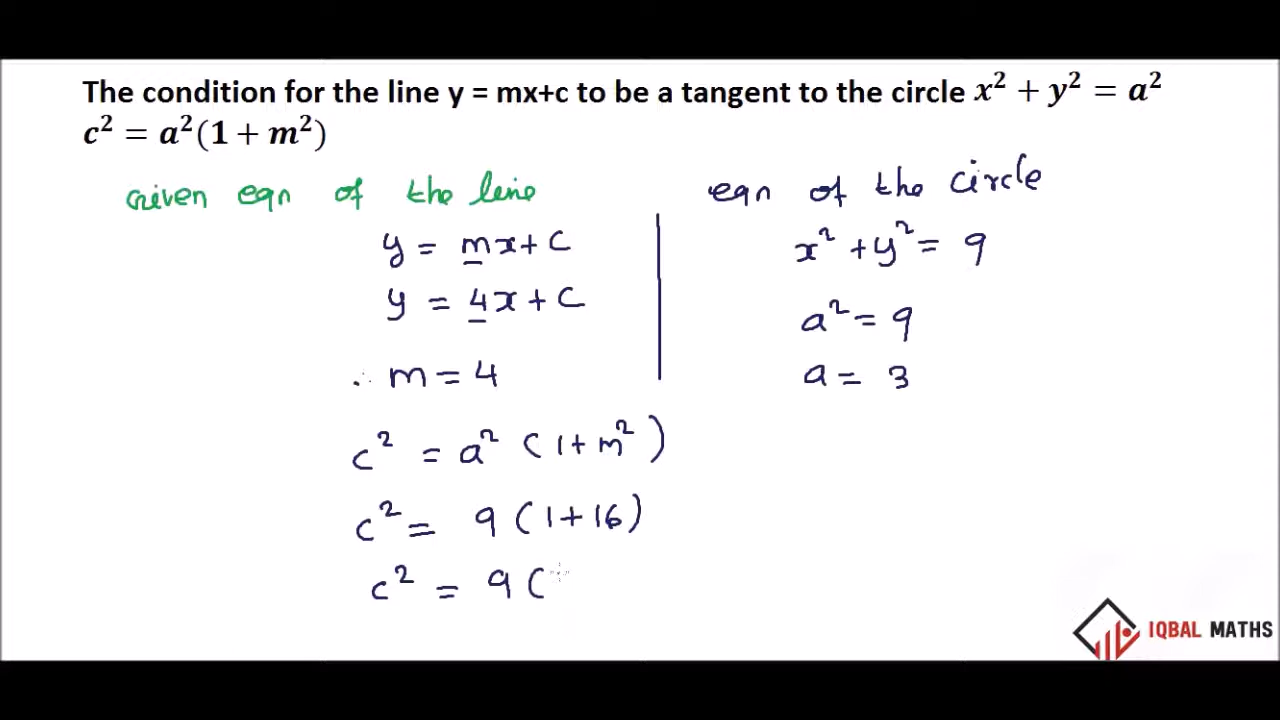 The condition for the line y = mx+c to be a tangent to the circle x² + y² = a²
c² = a²(1 + m²)
Given eqn of the line
y = mx + c
y = 4x + c
∴ m = 4
eqn of the circle
x² + y² = 9
a² = 9
a = 3
c² = a² (1 + m²)
c² = 9 (1 + 16)
c² = 9 (
IQBAL MATHS